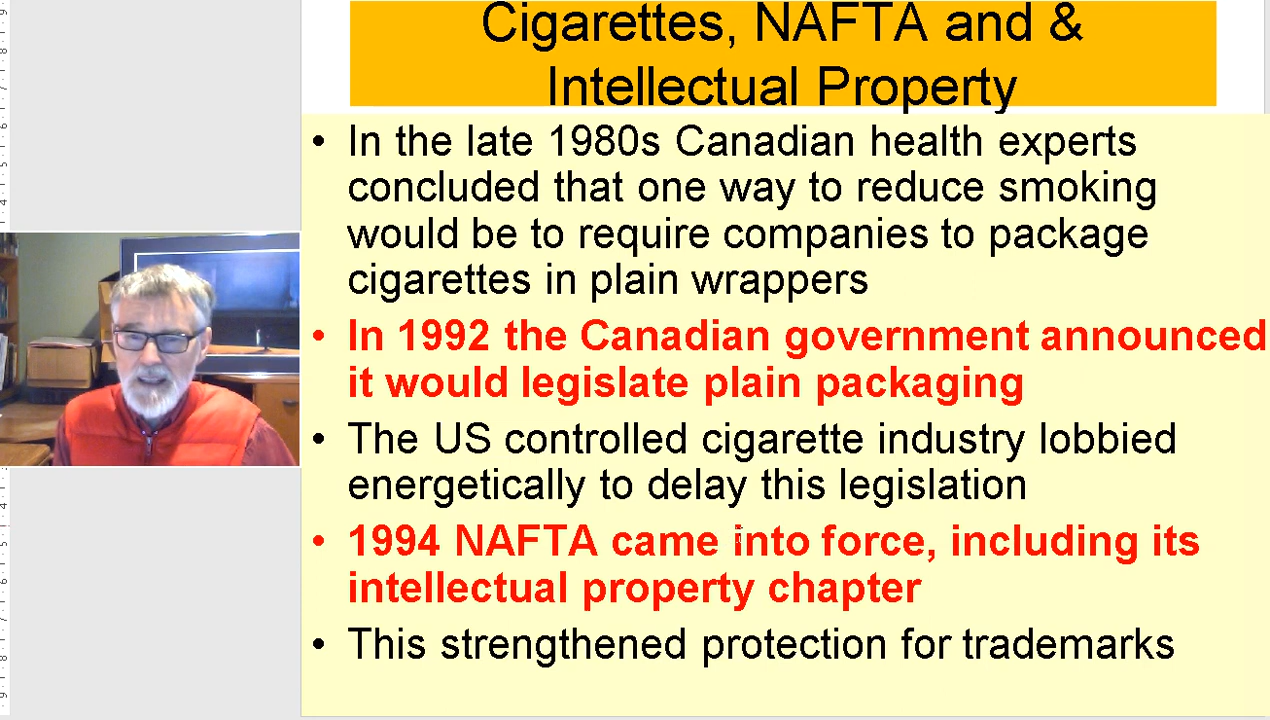 Cigarettes, NAFTA and &
Intellectual Property
• In the late 1980s Canadian health experts
concluded that one way to reduce smoking
would be to require companies to package
cigarettes in plain wrappers
• In 1992 the Canadian government announced
it would legislate plain packaging
• The US controlled cigarette industry lobbied
energetically to delay this legislation
• 1994 NAFTA came into force, including its
intellectual property chapter
• This strengthened protection for trademarks